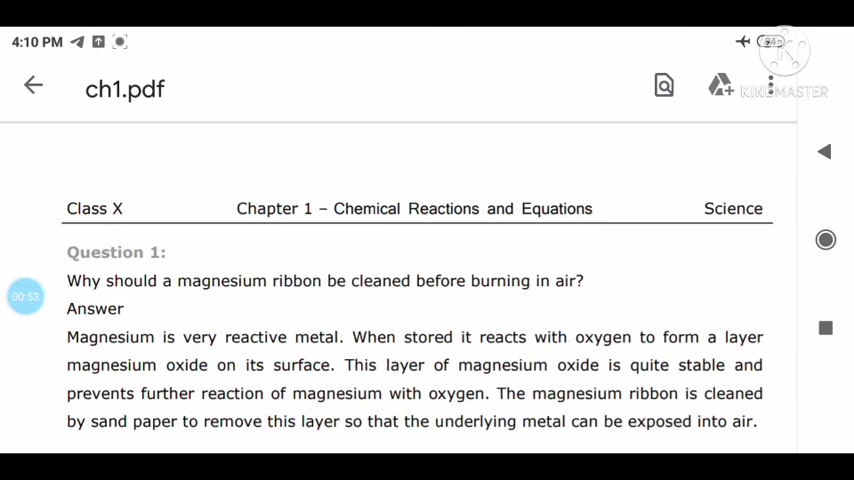 4:10 PM
KINEMASTER
ch1.pdf
Class X Chapter 1 – Chemical Reactions and Equations Science
Question 1:
Why should a magnesium ribbon be cleaned before burning in air?
00:53
Answer
Magnesium is very reactive metal. When stored it reacts with oxygen to form a layer
magnesium oxide on its surface. This layer of magnesium oxide is quite stable and
prevents further reaction of magnesium with oxygen. The magnesium ribbon is cleaned
by sand paper to remove this layer so that the underlying metal can be exposed into air.